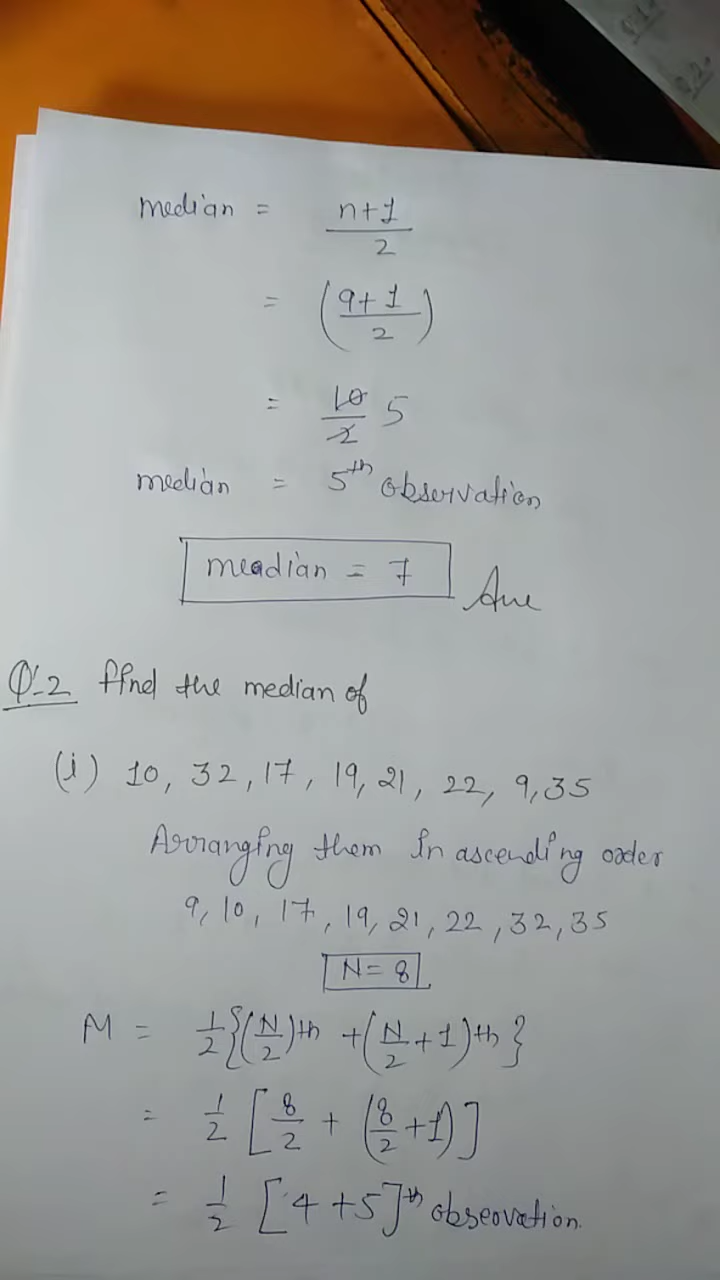 median = n+1
2
= (9+1
2)
= 10
2 5
median = 5th observation
meadian = 7 Ans
Q.2 find the median of
(i) 10, 32, 17, 19, 21, 22, 9, 35
Arranging them in ascending order
9, 10, 17, 19, 21, 22, 32, 35
N = 8
M = 1/2 {(N/2)th + (N/2 + 1)th}
= 1/2 [8/2 + (8/2 + 1)]
= 1/2 [4 + 5]th observation.